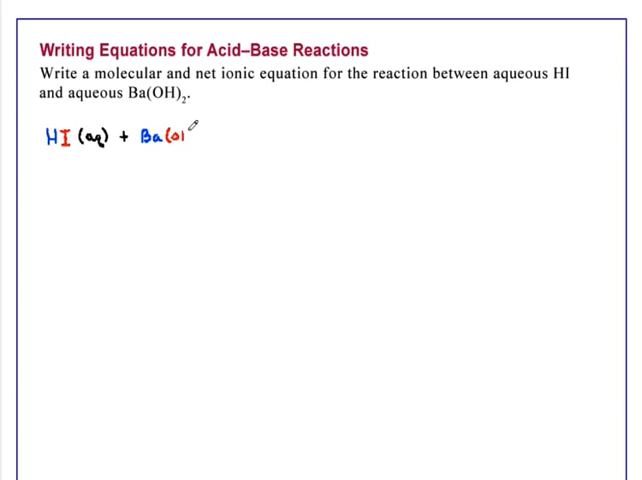 Writing Equations for Acid–Base Reactions
Write a molecular and net ionic equation for the reaction between aqueous HI
and aqueous Ba(OH)₂.
HI (aq) + Ba(